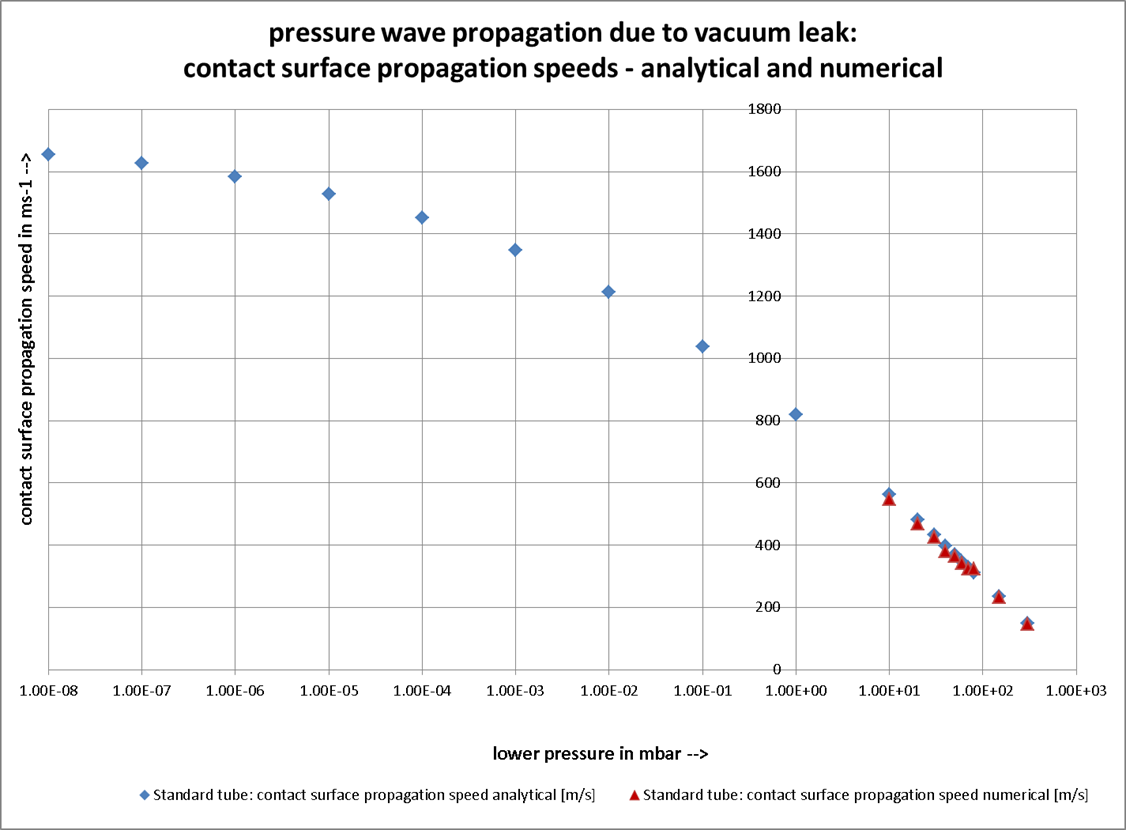 pressure wave propagation due to vacuum leak:
contact surface propagation speeds - analytical and numerical
contact surface propagation speed in ms-1 -->
1800
1600
1400
1200
1000
800
600
400
200
0
1.00E-08 1.00E-07 1.00E-06 1.00E-05 1.00E-04 1.00E-03 1.00E-02 1.00E-01 1.00E+00 1.00E+01 1.00E+02 1.00E+03
lower pressure in mbar -->
Standard tube: contact surface propagation speed analytical [m/s] Standard tube: contact surface propagation speed numerical [m/s]